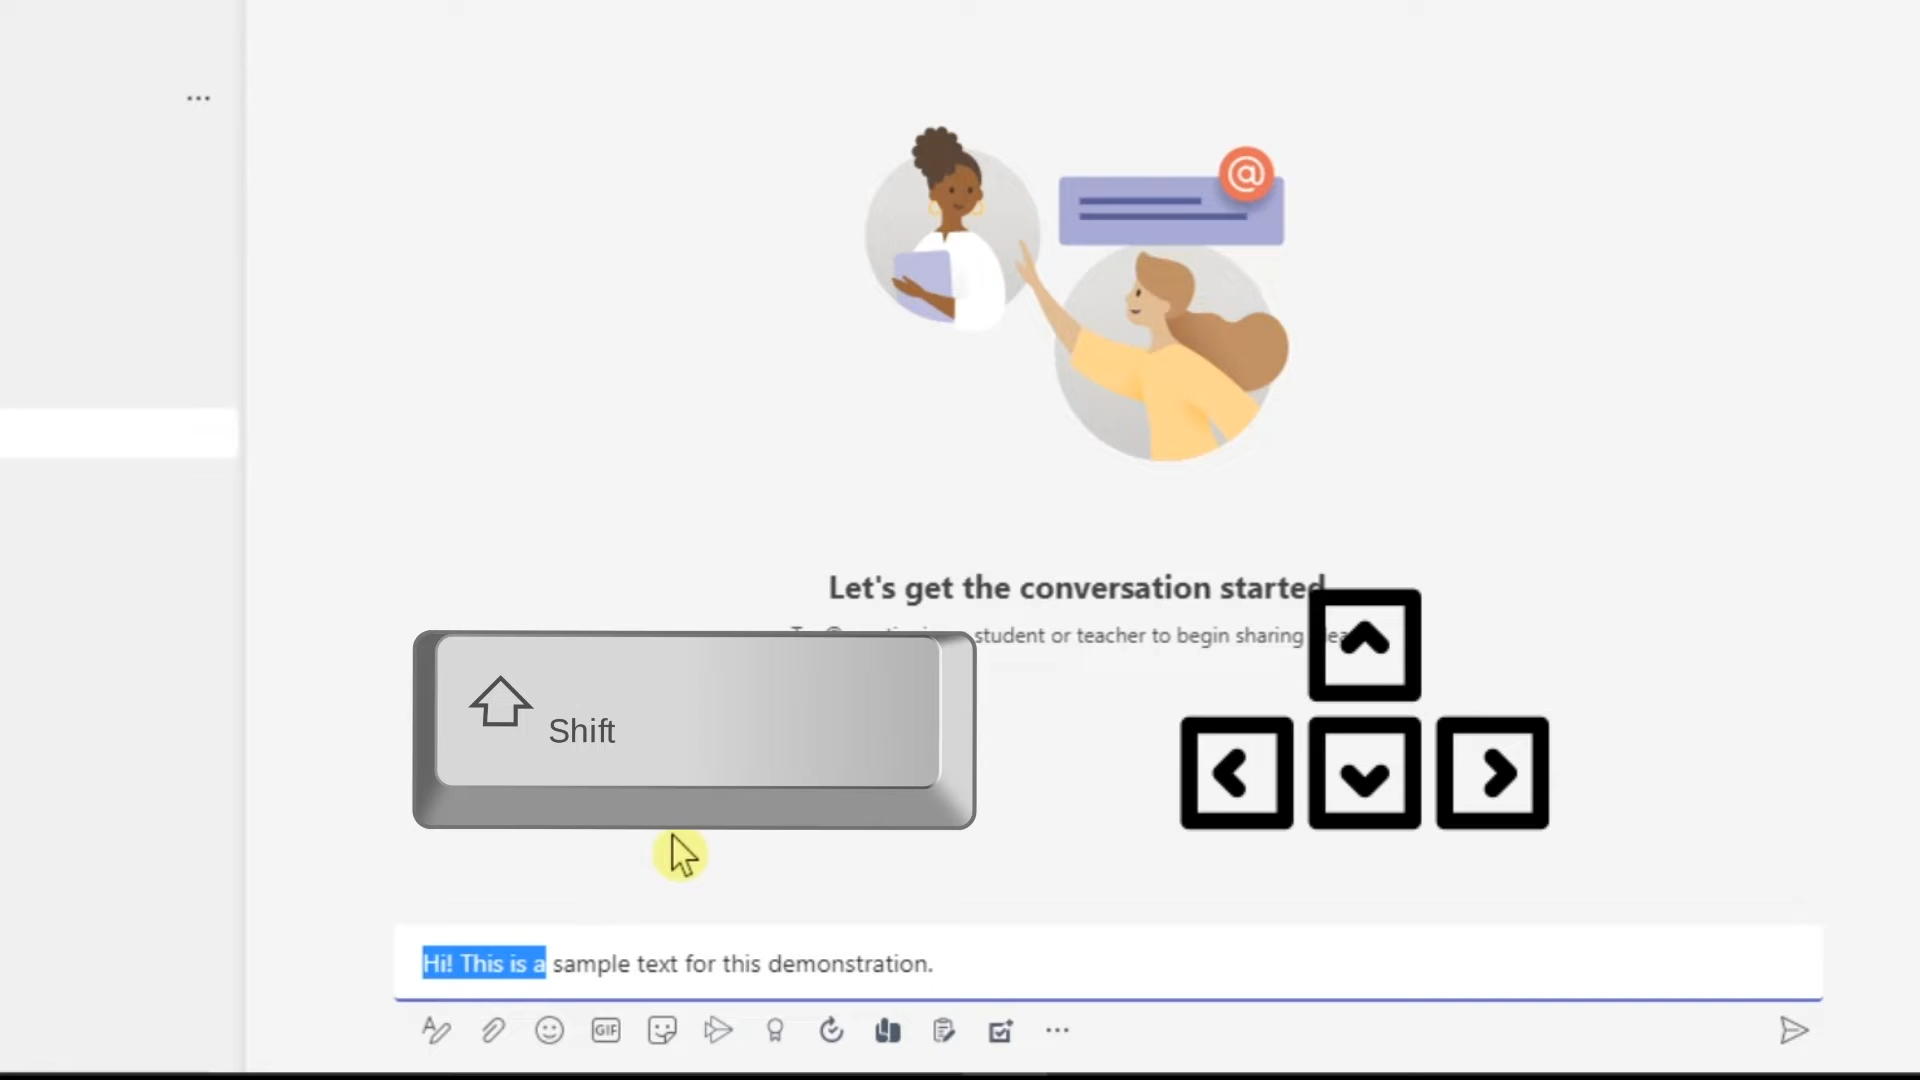 @
Let's get the conversation started
student or teacher to begin sharing
Shift
Hi! This is a sample text for this demonstration.
GIF